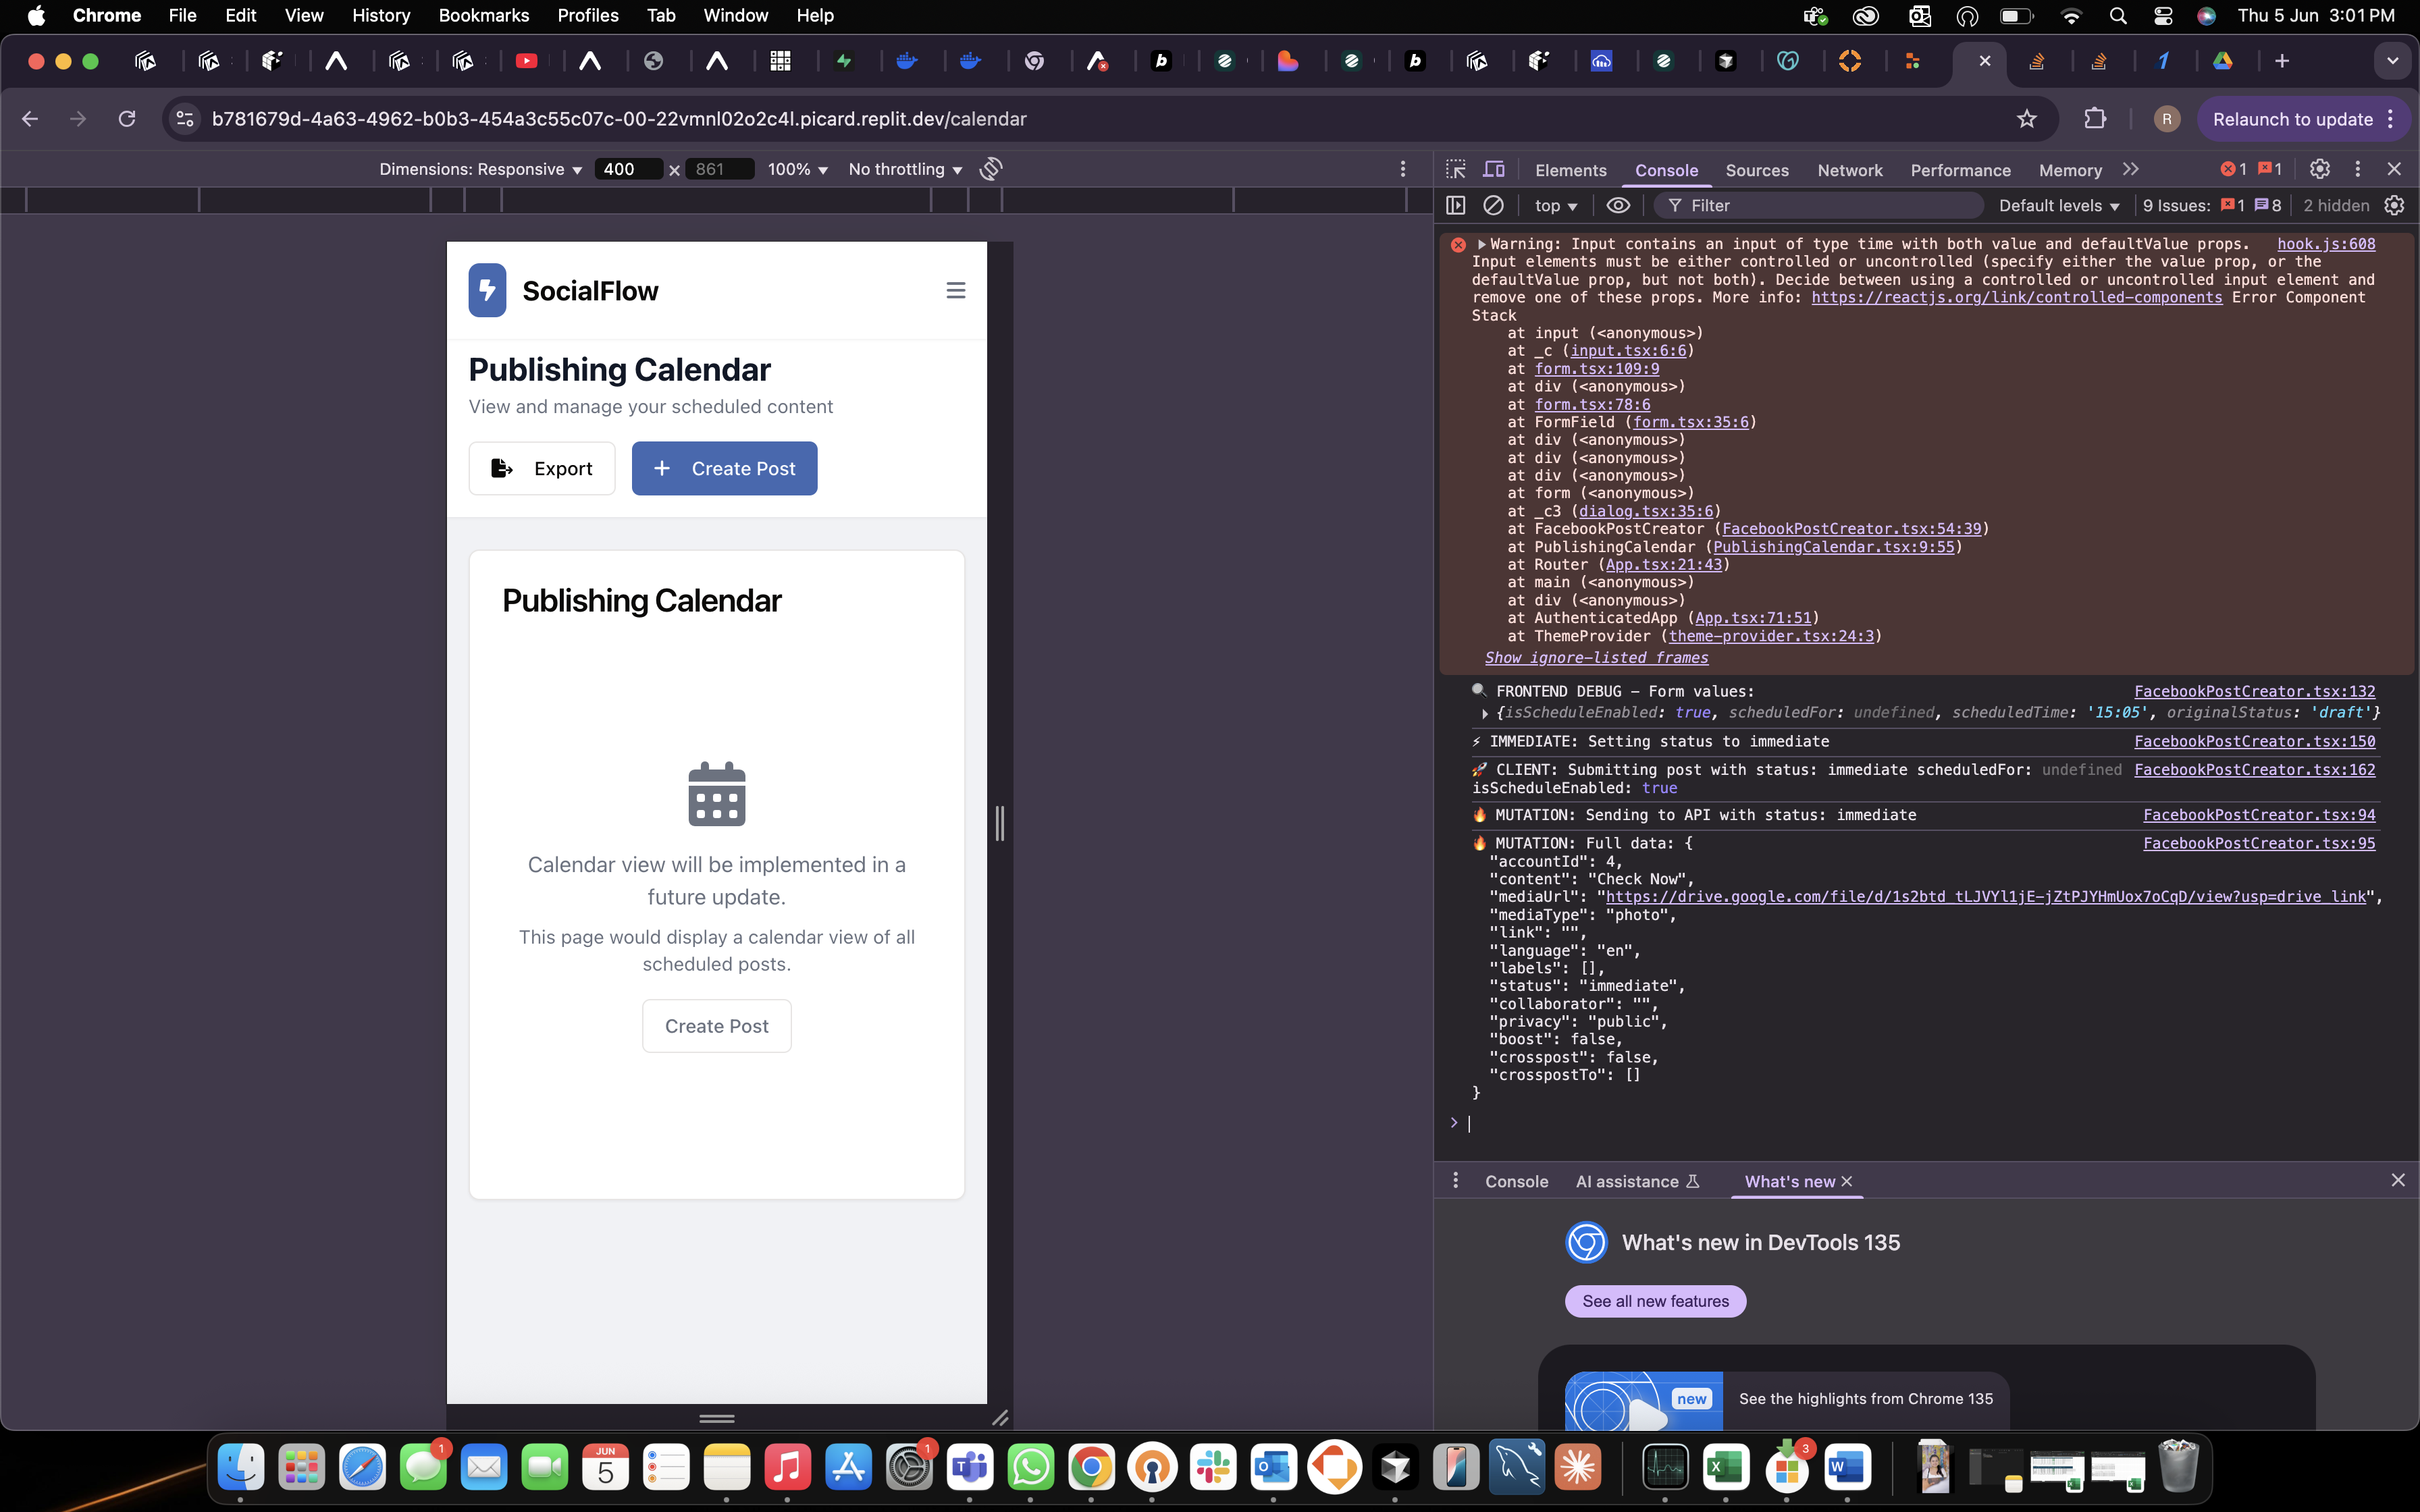 Chrome File Edit View History Bookmarks Profiles Tab Window Help
Thu 5 Jun 3:01 PM
b781679d-4a63-4962-b0b3-454a3c55c07c-00-22vmnl02o2c4l.picard.replit.dev/calendar
R
Relaunch to update
Dimensions: Responsive 400 × 861 100% No throttling
Elements Console Sources Network Performance Memory 1 1
top Filter Default levels 9 Issues: 1 8 2 hidden
SocialFlow
Publishing Calendar
View and manage your scheduled content
Export
+ Create Post
Publishing Calendar
Calendar view will be implemented in a
future update.
This page would display a calendar view of all
scheduled posts.
Create Post
Warning: Input contains an input of type time with both value and defaultValue props. hook.js:608
Input elements must be either controlled or uncontrolled (specify either the value prop, or the
defaultValue prop, but not both). Decide between using a controlled or uncontrolled input element and
remove one of these props. More info: https://reactjs.org/link/controlled-components Error Component
Stack
at input (<anonymous>)
at _c (input.tsx:6:6)
at form.tsx:109:9
at div (<anonymous>)
at form.tsx:78:6
at FormField (form.tsx:35:6)
at div (<anonymous>)
at div (<anonymous>)
at div (<anonymous>)
at form (<anonymous>)
at _c3 (dialog.tsx:35:6)
at FacebookPostCreator (FacebookPostCreator.tsx:54:39)
at PublishingCalendar (PublishingCalendar.tsx:9:55)
at Router (App.tsx:21:43)
at main (<anonymous>)
at div (<anonymous>)
at AuthenticatedApp (App.tsx:71:51)
at ThemeProvider (theme-provider.tsx:24:3)
Show ignore-listed frames
🔍 FRONTEND DEBUG - Form values: FacebookPostCreator.tsx:132
{isScheduleEnabled: true, scheduledFor: undefined, scheduledTime: '15:05', originalStatus: 'draft'}
⚡ IMMEDIATE: Setting status to immediate FacebookPostCreator.tsx:150
🚀 CLIENT: Submitting post with status: immediate scheduledFor: undefined FacebookPostCreator.tsx:162
isScheduleEnabled: true
🔥 MUTATION: Sending to API with status: immediate FacebookPostCreator.tsx:94
🔥 MUTATION: Full data: { FacebookPostCreator.tsx:95
"accountId": 4,
"content": "Check Now",
"mediaUrl": "https://drive.google.com/file/d/1s2btd_tLJVYl1jE-jZtPJYHmUox7oCqD/view?usp=drive_link",
"mediaType": "photo",
"link": "",
"language": "en",
"labels": [],
"status": "immediate",
"collaborator": "",
"privacy": "public",
"boost": false,
"crosspost": false,
"crosspostTo": []
}
Console AI assistance What's new
What's new in DevTools 135
See all new features
new
See the highlights from Chrome 135
1
JUN
5
1
3